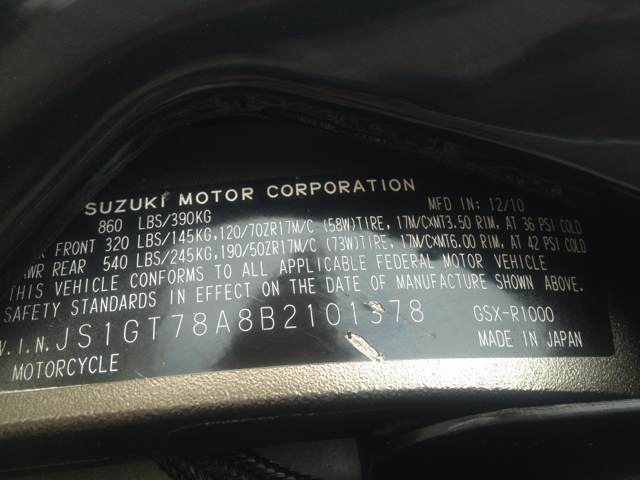 SUZUKI MOTOR CORPORATION MFD IN: 12/10
860 LBS/390KG
FRONT 320 LBS/145KG,120/70ZR17M/C (58W)TIRE, 17M/CXMT3.50 RIM, AT 36 PSI COLD
REAR 540 LBS/245KG,190/50ZR17M/C (73W)TIRE, 17M/CXMT6.00 RIM, AT 42 PSI COLD
THIS VEHICLE CONFORMS TO ALL APPLICABLE FEDERAL MOTOR VEHICLE
SAFETY STANDARDS IN EFFECT ON THE DATE OF MANUFACTURE SHOWN ABOVE.
V.I.N. JS1GT78A8B2101378 GSX-R1000
MOTORCYCLE MADE IN JAPAN